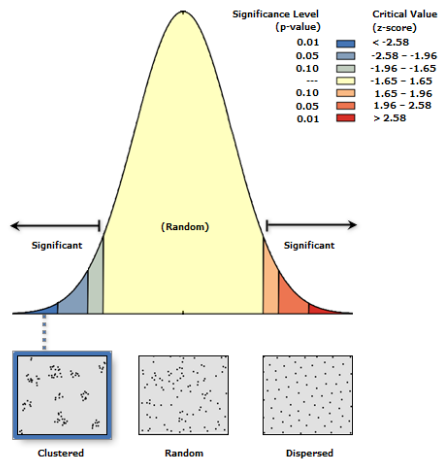 Significance Level Critical Value
(p-value) (z-score)
0.01 < -2.58
0.05 -2.58 – -1.96
0.10 -1.96 – -1.65
--- -1.65 – 1.65
0.10 1.65 – 1.96
0.05 1.96 – 2.58
0.01 > 2.58
(Random)
Significant Significant
Clustered Random Dispersed